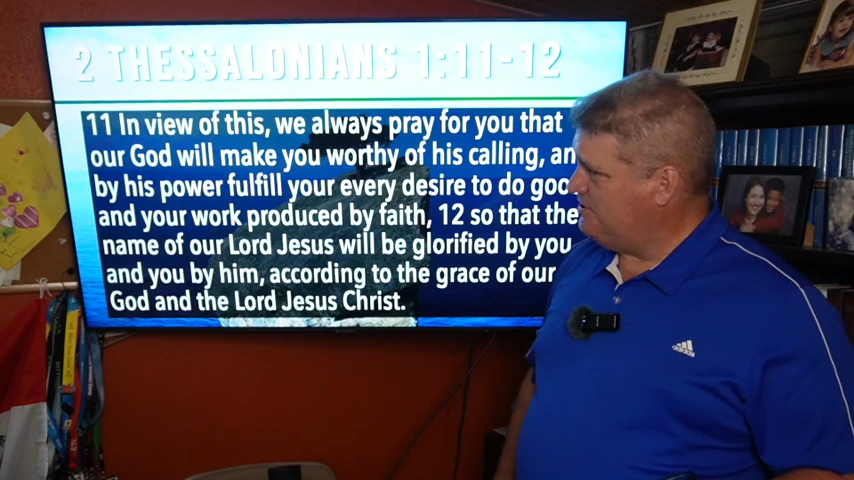 2 THESSALONIANS 1:11-12
11 In view of this, we always pray for you that
our God will make you worthy of his calling, an
by his power fulfill your every desire to do goo
and your work produced by faith, 12 so that the
name of our Lord Jesus will be glorified by you
and you by him, according to the grace of our
God and the Lord Jesus Christ.
adidas